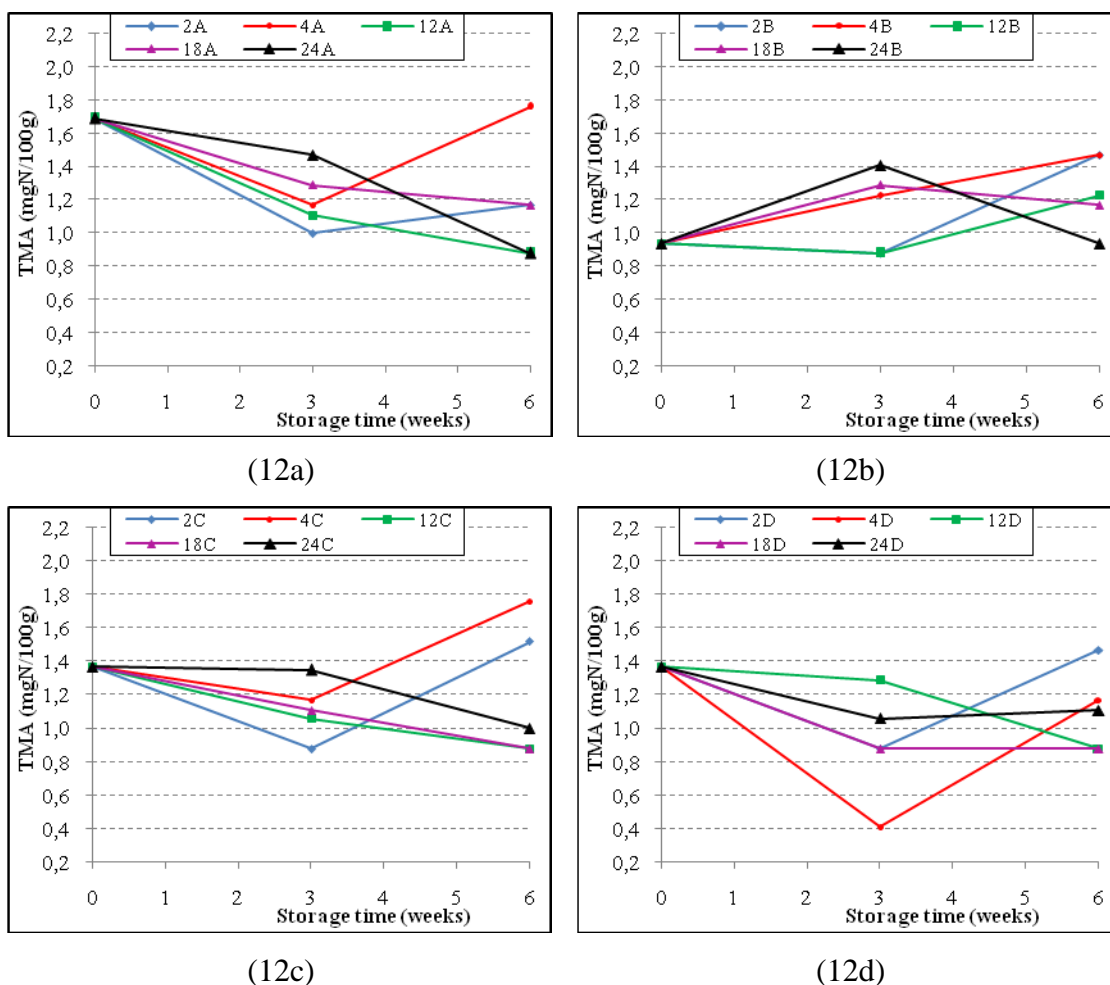 2A 4A 12A
18A 24A
TMA (mgN/100g)
2,2
2,0
1,8
1,6
1,4
1,2
1,0
0,8
0,6
0,4
0,2
0 1 2 3 4 5 6
Storage time (weeks)
(12a)
2B 4B 12B
18B 24B
TMA (mgN/100g)
2,2
2,0
1,8
1,6
1,4
1,2
1,0
0,8
0,6
0,4
0,2
0 1 2 3 4 5 6
Storage time (weeks)
(12b)
2C 4C 12C
18C 24C
TMA (mgN/100g)
2,2
2,0
1,8
1,6
1,4
1,2
1,0
0,8
0,6
0,4
0,2
0 1 2 3 4 5 6
Storage time (weeks)
(12c)
2D 4D 12D
18D 24D
TMA (mgN/100g)
2,2
2,0
1,8
1,6
1,4
1,2
1,0
0,8
0,6
0,4
0,2
0 1 2 3 4 5 6
Storage time (weeks)
(12d)